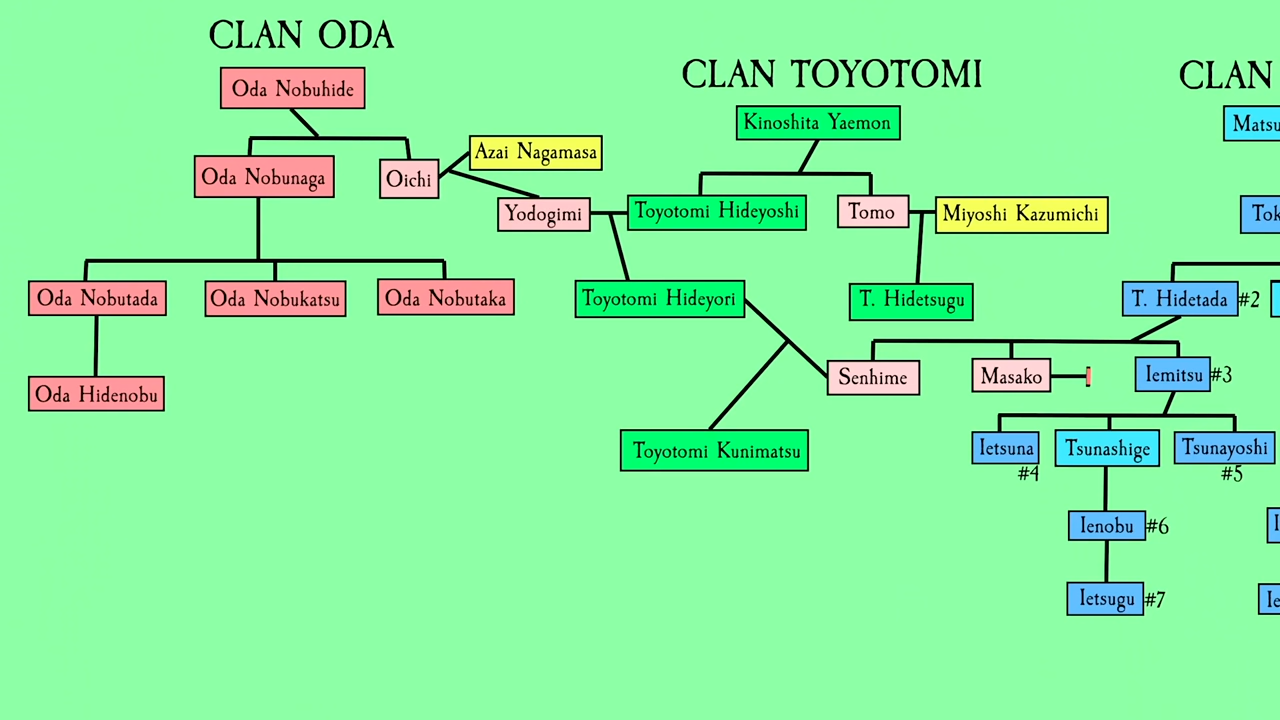 CLAN ODA
Oda Nobuhide
Oda Nobunaga
Oichi
Azai Nagamasa
Yodogimi
Oda Nobutada
Oda Nobukatsu
Oda Nobutaka
Oda Hidenobu
CLAN TOYOTOMI
Kinoshita Yaemon
Toyotomi Hideyoshi
Tomo
Miyoshi Kazumichi
Toyotomi Hideyori
T. Hidetsugu
Toyotomi Kunimatsu
CLAN
T. Hidetada #2
Senhime
Masako
Iemitsu #3
Ietsuna
#4
Tsunashige
Tsunayoshi
#5
Ienobu #6
Ietsugu #7